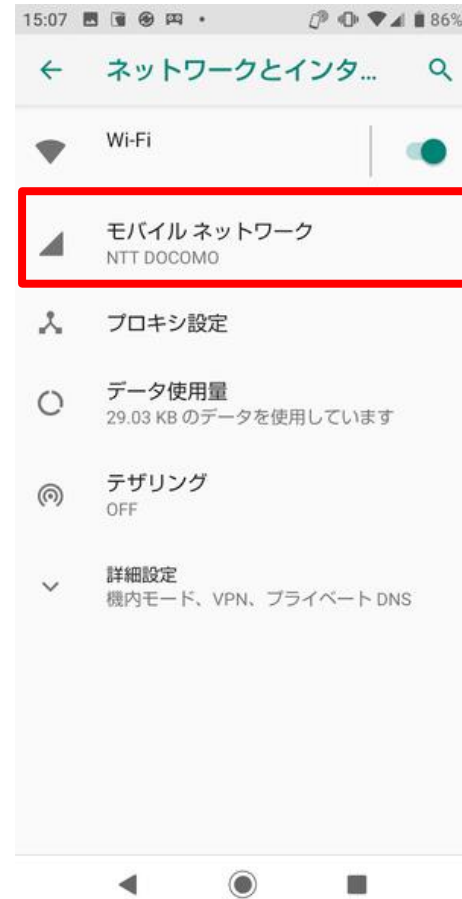 15:07 86%
ネットワークとインタ...
Wi-Fi
モバイル ネットワーク
NTT DOCOMO
プロキシ設定
データ使用量
29.03 KB のデータを使用しています
テザリング
OFF
詳細設定
機内モード、VPN、プライベート DNS